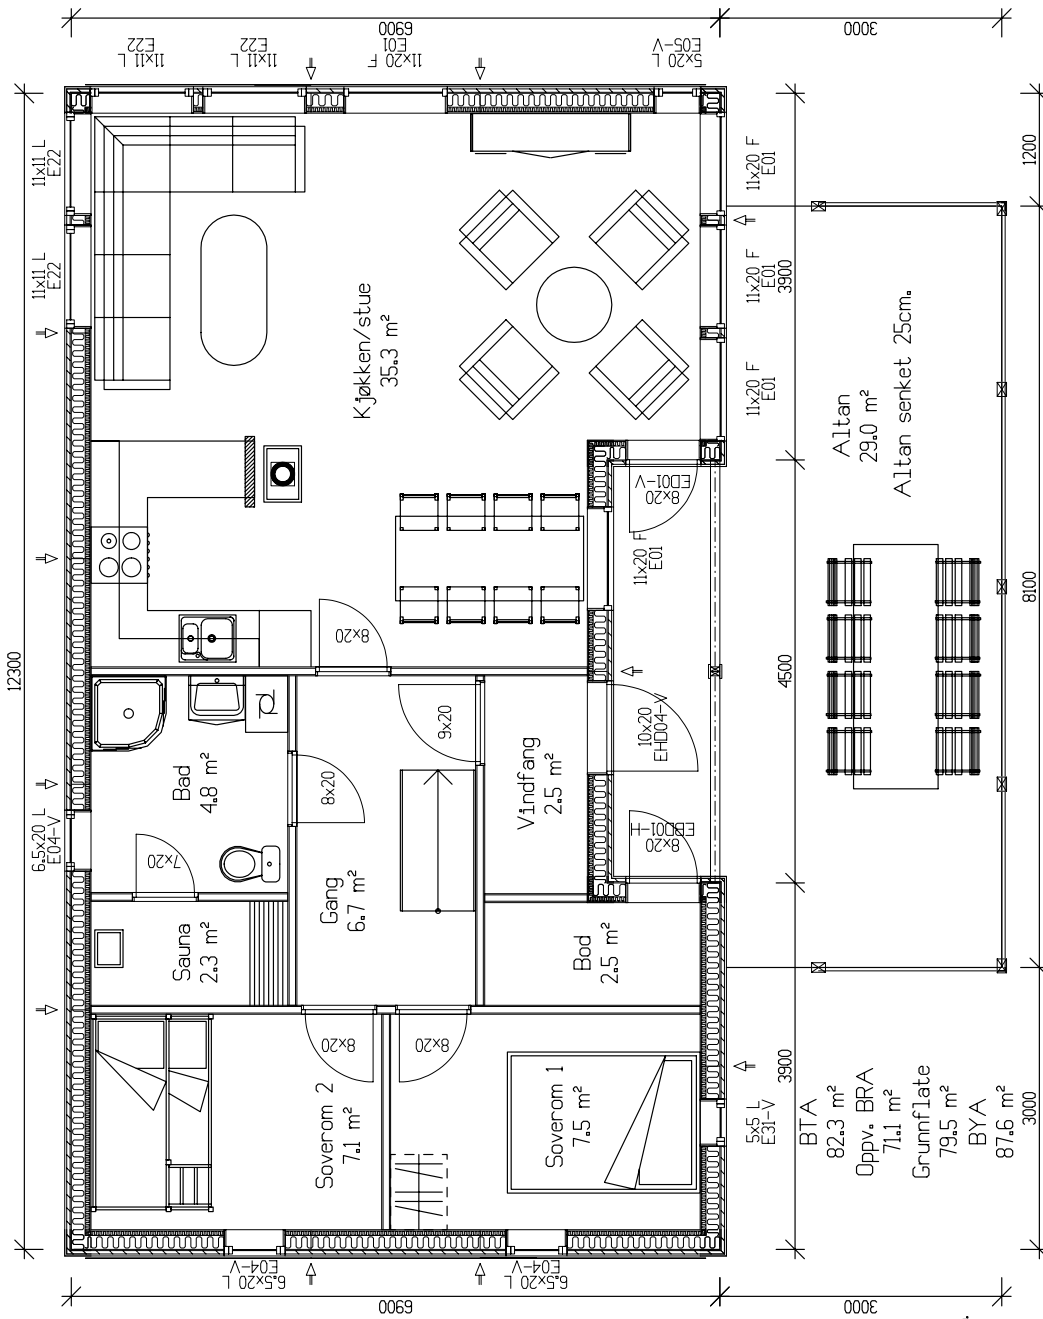 6900
3000
11x11 L
E22
11x11 L
E22
11x20 F
E01
5x20 L
E05-V
11x11 L
E22
11x11 L
E22
11x20 F
E01
11x20 F
E01
11x20 F
E01
1200
3900
Kjøkken/stue
35.3 m²
Altan
29.0 m²
Altan senket 25cm.
8x20
ED01-V
11x20 F
E01
8x20
12300
4500
8100
Bad
4.8 m²
9x20
8x20
7x20
Vindfang
2.5 m²
10x20
EHD04-V
8x20
EBD01-H
6.5x20 L
E04-V
Gang
6.7 m²
Sauna
2.3 m²
Bod
2.5 m²
8x20
8x20
Soverom 2
7.1 m²
Soverom 1
7.5 m²
5x5 L
E31-V
3900
3000
BTA
82.3 m²
Oppv. BRA
71.1 m²
Grunnflate
79.5 m²
BYA
87.6 m²
6.5x20 L
E04-V
6.5x20 L
E04-V
6900
3000